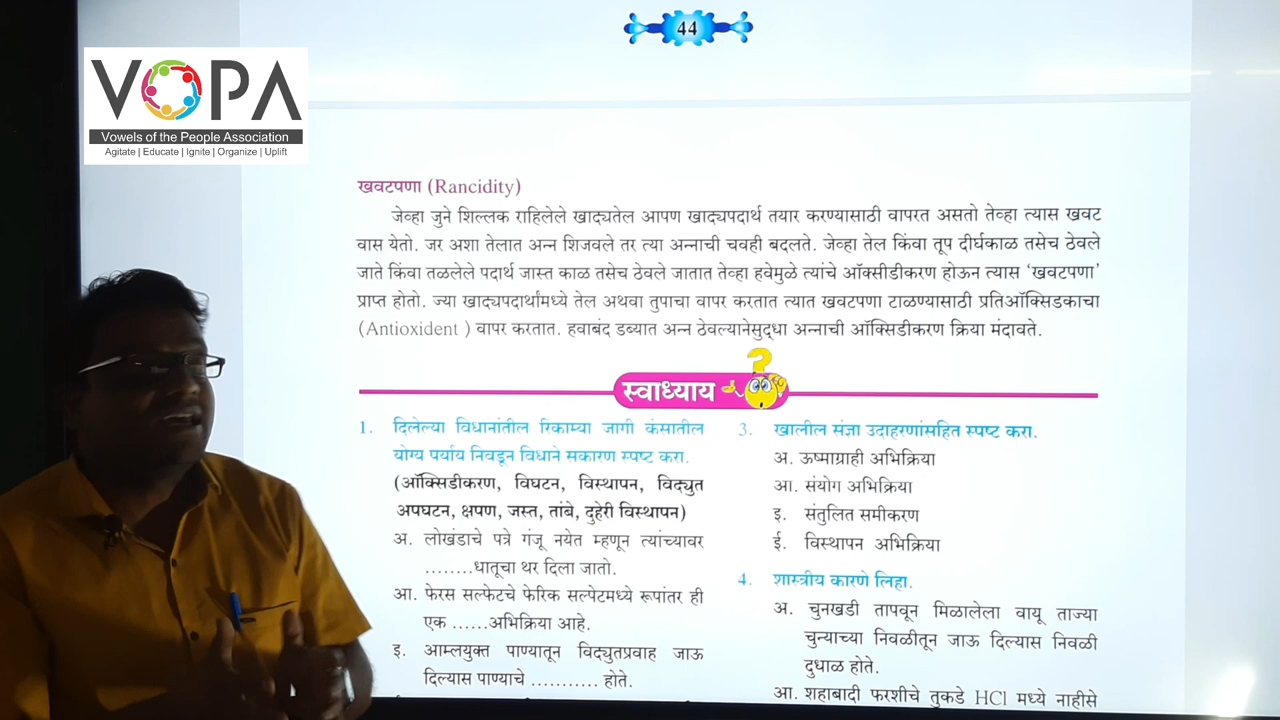 44
VOPA
Vowels of the People Association
Agitate | Educate | Ignite | Organize | Uplift
खवटपणा (Rancidity)
जेव्हा जुने शिल्लक राहिलेले खाद्यतेल आपण खाद्यपदार्थ तयार करण्यासाठी वापरत असतो तेव्हा त्यास खवट
वास येतो. जर अशा तेलात अन्न शिजवले तर त्या अन्नाची चवही बदलते. जेव्हा तेल किंवा तूप दीर्घकाळ तसेच ठेवले
जाते किंवा तळलेले पदार्थ जास्त काळ तसेच ठेवले जातात तेव्हा हवेमुळे त्यांचे ऑक्सीडीकरण होऊन त्यास ‘खवटपणा’
प्राप्त होतो. ज्या खाद्यपदार्थांमध्ये तेल अथवा तुपाचा वापर करतात त्यात खवटपणा टाळण्यासाठी प्रतिऑक्सिडकाचा
(Antioxident ) वापर करतात. हवाबंद डब्यात अन्न ठेवल्यानेसुद्धा अन्नाची ऑक्सिडीकरण क्रिया मंदावते.
स्वाध्याय
1. दिलेल्या विधानांतील रिकाम्या जागी कंसातील
योग्य पर्याय निवडून विधाने सकारण स्पष्ट करा.
(ऑक्सिडीकरण, विघटन, विस्थापन, विद्युत
अपघटन, क्षपण, जस्त, तांबे, दुहेरी विस्थापन)
अ. लोखंडाचे पत्रे गंजू नयेत म्हणून त्यांच्यावर
........धातूचा थर दिला जातो.
आ. फेरस सल्फेटचे फेरिक सल्पेटमध्ये रूपांतर ही
एक ......अभिक्रिया आहे.
इ. आम्लयुक्त पाण्यातून विद्युतप्रवाह जाऊ
दिल्यास पाण्याचे ........... होते.
3. खालील संज्ञा उदाहरणांसहित स्पष्ट करा.
अ. ऊष्माग्राही अभिक्रिया
आ. संयोग अभिक्रिया
इ. संतुलित समीकरण
ई. विस्थापन अभिक्रिया
4. शास्त्रीय कारणे लिहा.
अ. चुनखडी तापवून मिळालेला वायू ताज्या
चुन्याच्या निवळीतून जाऊ दिल्यास निवळी
दुधाळ होते.
आ. शहाबादी फरशीचे तुकडे HCl मध्ये नाहीसे